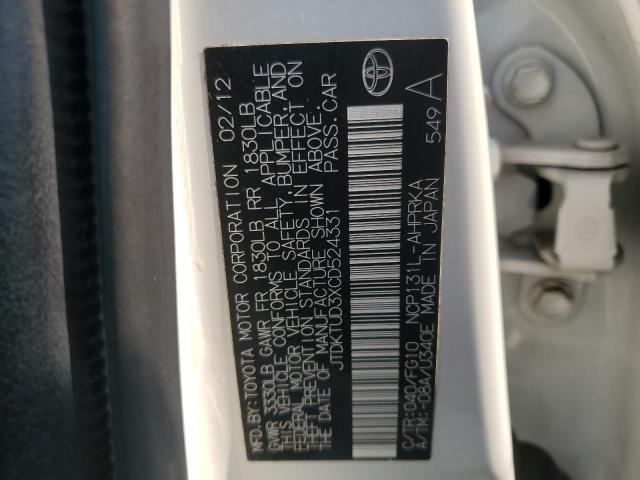 MFD.BY:TOYOTA MOTOR CORPORATION 02/12
GVWR 3330LB GAWR FR 1830LB RR 1830LB
THIS VEHICLE CONFORMS TO ALL APPLICABLE
FEDERAL MOTOR VEHICLE SAFETY, BUMPER, AND
THEFT PREVENTION STANDARDS IN EFFECT ON
THE DATE OF MANUFACTURE SHOWN ABOVE.
JTDKTUD3XCD524331 PASS.CAR
C/TR:040/FG10 NCP131L-AHPRKA
A/TM:-08A/U340E MADE IN JAPAN 549 A